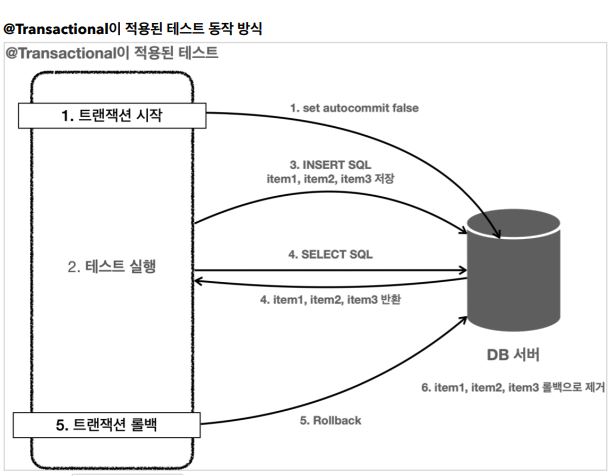 @Transactional이 적용된 테스트 동작 방식
@Transactional이 적용된 테스트
1. 트랜잭션 시작
1. set autocommit false
3. INSERT SQL
item1, item2, item3 저장
2. 테스트 실행
4. SELECT SQL
4. item1, item2, item3 반환
DB 서버
6. item1, item2, item3 롤백으로 제거
5. 트랜잭션 롤백
5. Rollback